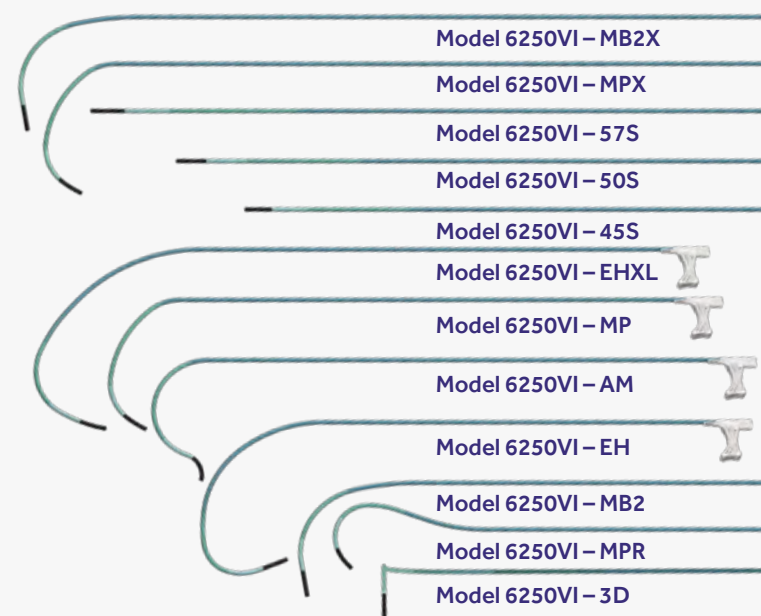 Model 6250VI – MB2X
Model 6250VI – MPX
Model 6250VI – 57S
Model 6250VI – 50S
Model 6250VI – 45S
Model 6250VI – EHXL
Model 6250VI – MP
Model 6250VI – AM
Model 6250VI – EH
Model 6250VI – MB2
Model 6250VI – MPR
Model 6250VI – 3D